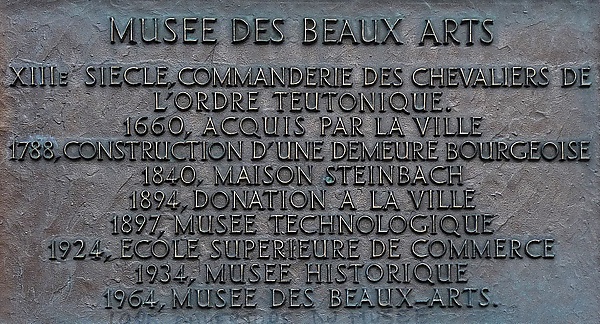 MUSEE DES BEAUX ARTS
XIIIE SIECLE, COMMANDERIE DES CHEVALIERS DE
L'ORDRE TEUTONIQUE.
1660, ACQUIS PAR LA VILLE
1788, CONSTRUCTION D'UNE DEMEURE BOURGEOISE
1840, MAISON STEINBACH
1894, DONATION A LA VILLE
1897, MUSEE TECHNOLOGIQUE
1924, ECOLE SUPERIEURE DE COMMERCE
1934, MUSEE HISTORIQUE
1964, MUSEE DES BEAUX-ARTS.